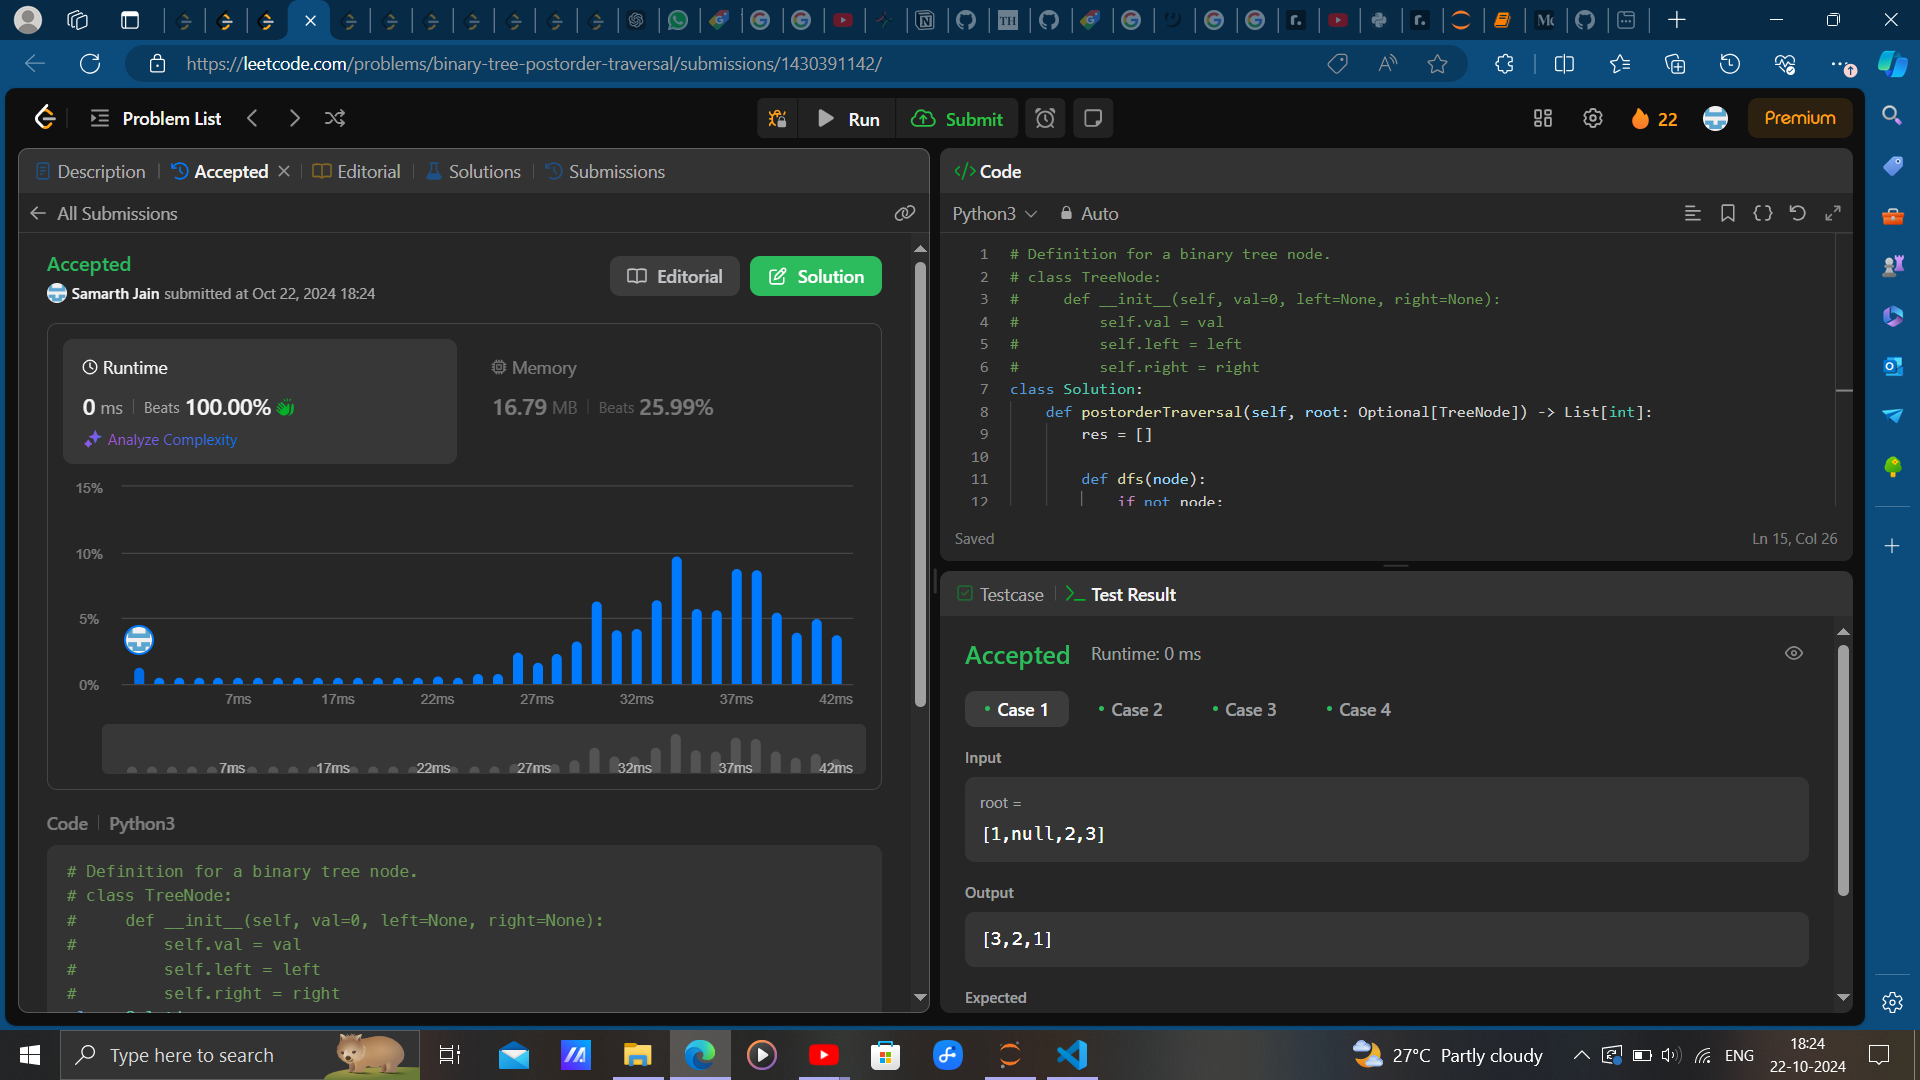 https://leetcode.com/problems/binary-tree-postorder-traversal/submissions/1430391142/
Problem List
Run
Submit
22
Premium
Description
Accepted
Editorial
Solutions
Submissions
All Submissions
Accepted
Samarth Jain submitted at Oct 22, 2024 18:24
Editorial
Solution
Runtime
0 ms
Beats 100.00%
Analyze Complexity
Memory
16.79 MB
Beats 25.99%
15%
10%
5%
0%
7ms 17ms 22ms 27ms 32ms 37ms 42ms
7ms 17ms 22ms 27ms 32ms 37ms 42ms
Code
Python3
# Definition for a binary tree node.
# class TreeNode:
#     def __init__(self, val=0, left=None, right=None):
#         self.val = val
#         self.left = left
#         self.right = right
Code
Python3
Auto
1 # Definition for a binary tree node.
2 # class TreeNode:
3 #     def __init__(self, val=0, left=None, right=None):
4 #         self.val = val
5 #         self.left = left
6 #         self.right = right
7 class Solution:
8     def postorderTraversal(self, root: Optional[TreeNode]) -> List[int]:
9         res = []
10
11         def dfs(node):
12             if not node:
Saved
Ln 15, Col 26
Testcase
Test Result
Accepted
Runtime: 0 ms
Case 1
Case 2
Case 3
Case 4
Input
root =
[1,null,2,3]
Output
[3,2,1]
Expected
Type here to search
27°C Partly cloudy
ENG
18:24
22-10-2024